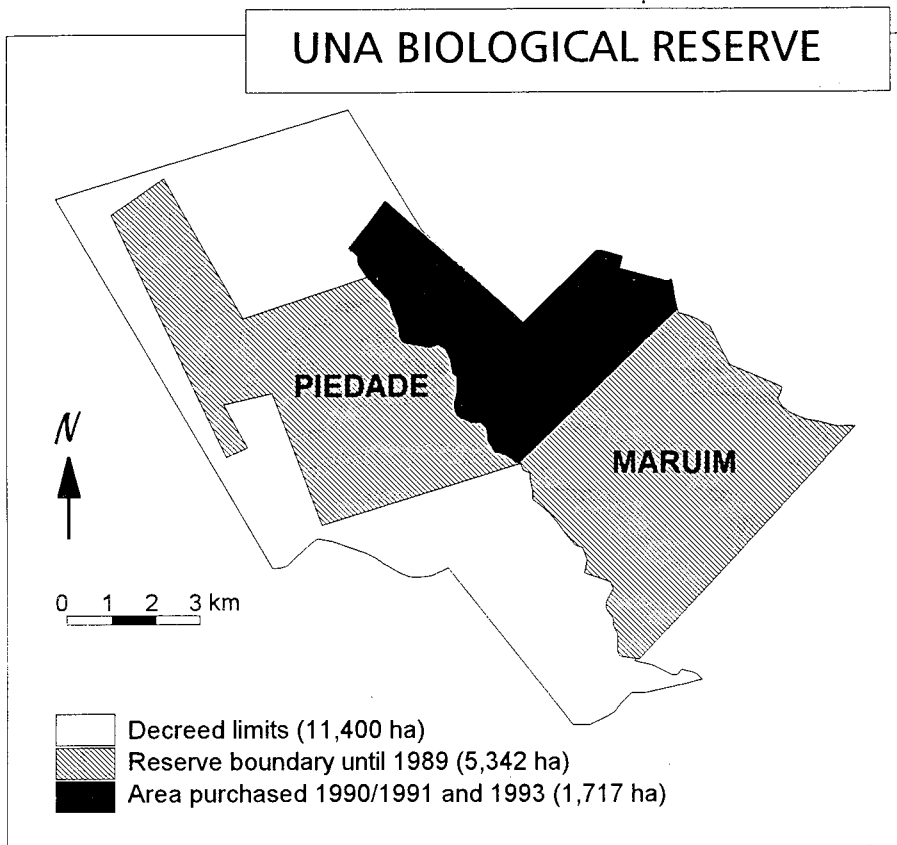 UNA BIOLOGICAL RESERVE
PIEDADE
MARUIM
N
0 1 2 3 km
Decreed limits (11,400 ha)
Reserve boundary until 1989 (5,342 ha)
Area purchased 1990/1991 and 1993 (1,717 ha)